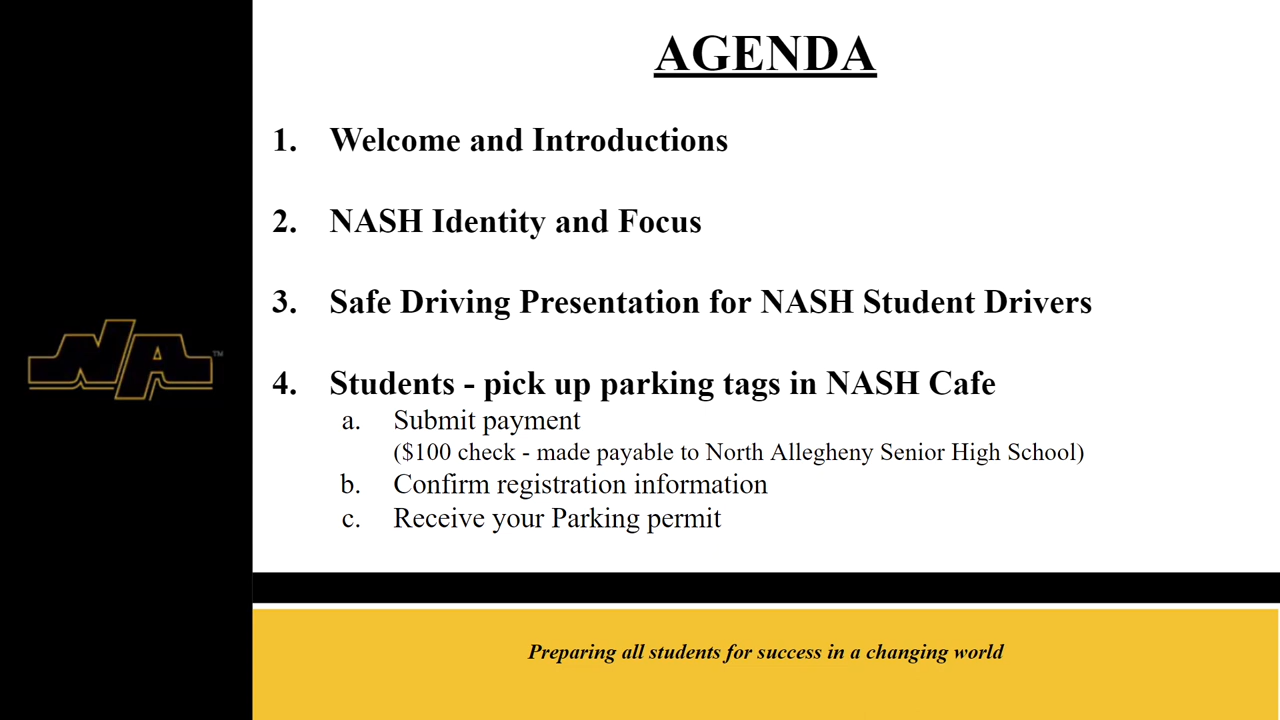 AGENDA
1. Welcome and Introductions
2. NASH Identity and Focus
3. Safe Driving Presentation for NASH Student Drivers
4. Students - pick up parking tags in NASH Cafe
a. Submit payment
($100 check - made payable to North Allegheny Senior High School)
b. Confirm registration information
c. Receive your Parking permit
NA™
Preparing all students for success in a changing world